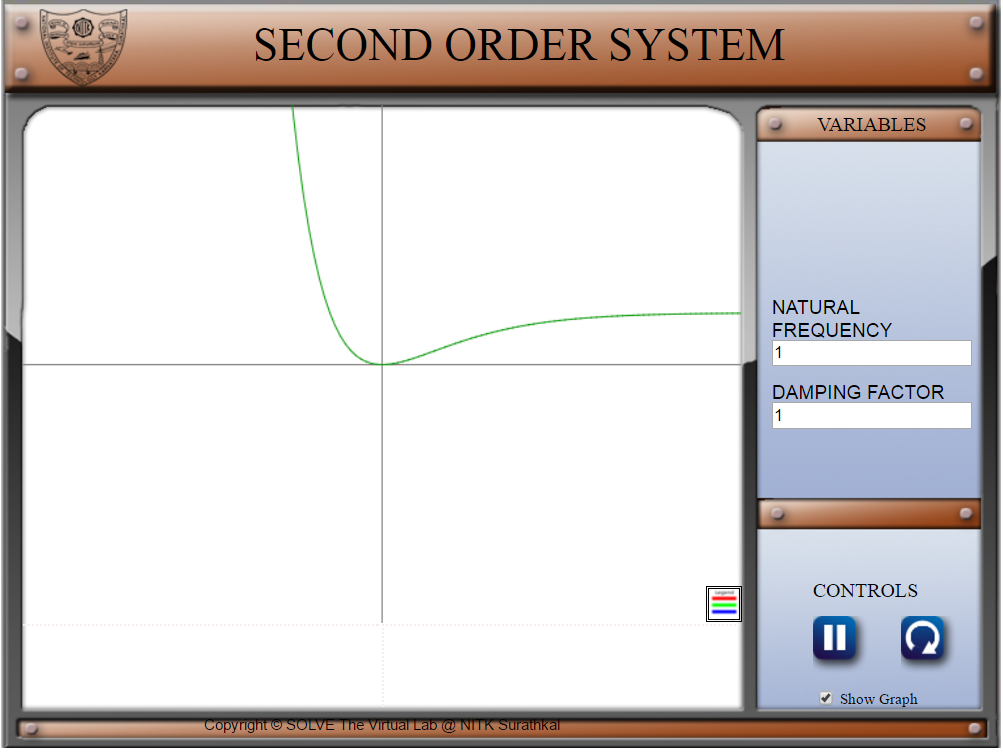 SECOND ORDER SYSTEM
VARIABLES
NATURAL
FREQUENCY
1
DAMPING FACTOR
1
Legend
CONTROLS
Show Graph
Copyright © SOLVE The Virtual Lab @ NITK Surathkal